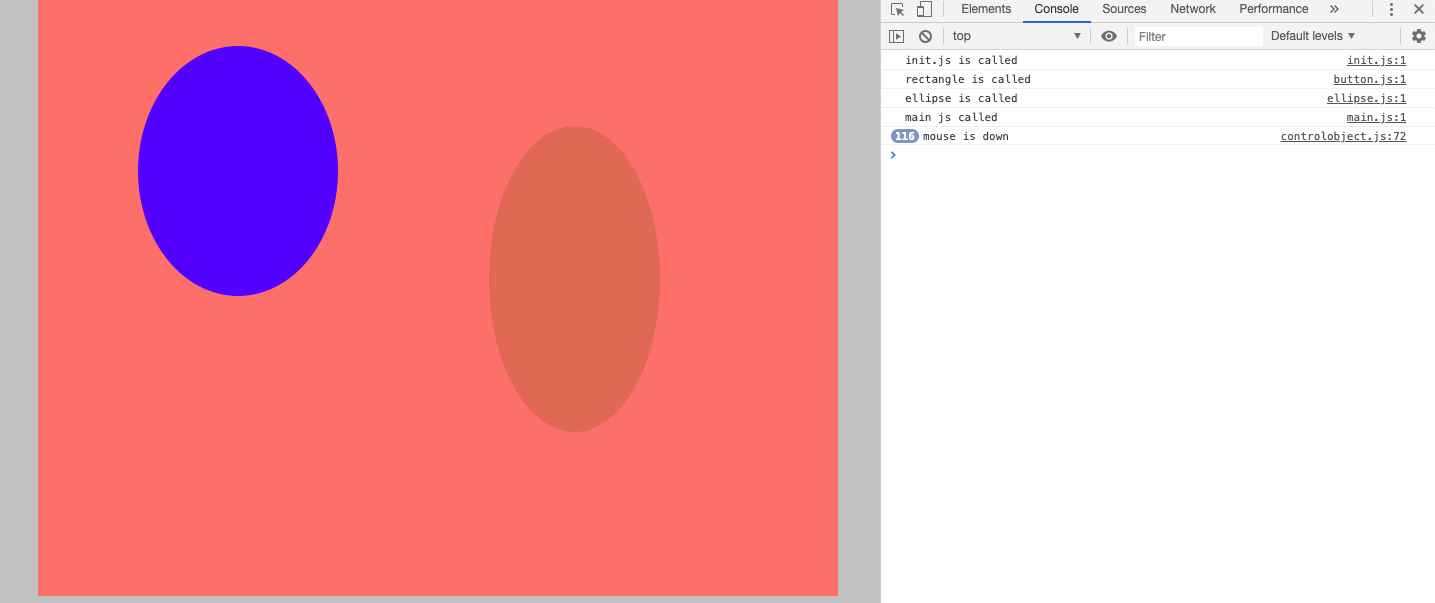 Elements Console Sources Network Performance »
top Filter Default levels
init.js is called init.js:1
rectangle is called button.js:1
ellipse is called ellipse.js:1
main js called main.js:1
116 mouse is down controlobject.js:72